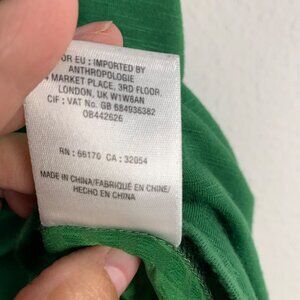 FOR EU : IMPORTED BY
ANTHROPOLOGIE
4 MARKET PLACE, 3RD FLOOR,
LONDON, UK W1W8AN
CIF : VAT No. GB 684936382
OB442626
RN : 66170 CA : 32054
MADE IN CHINA/FABRIQUÉ EN CHINE/
HECHO EN CHINA